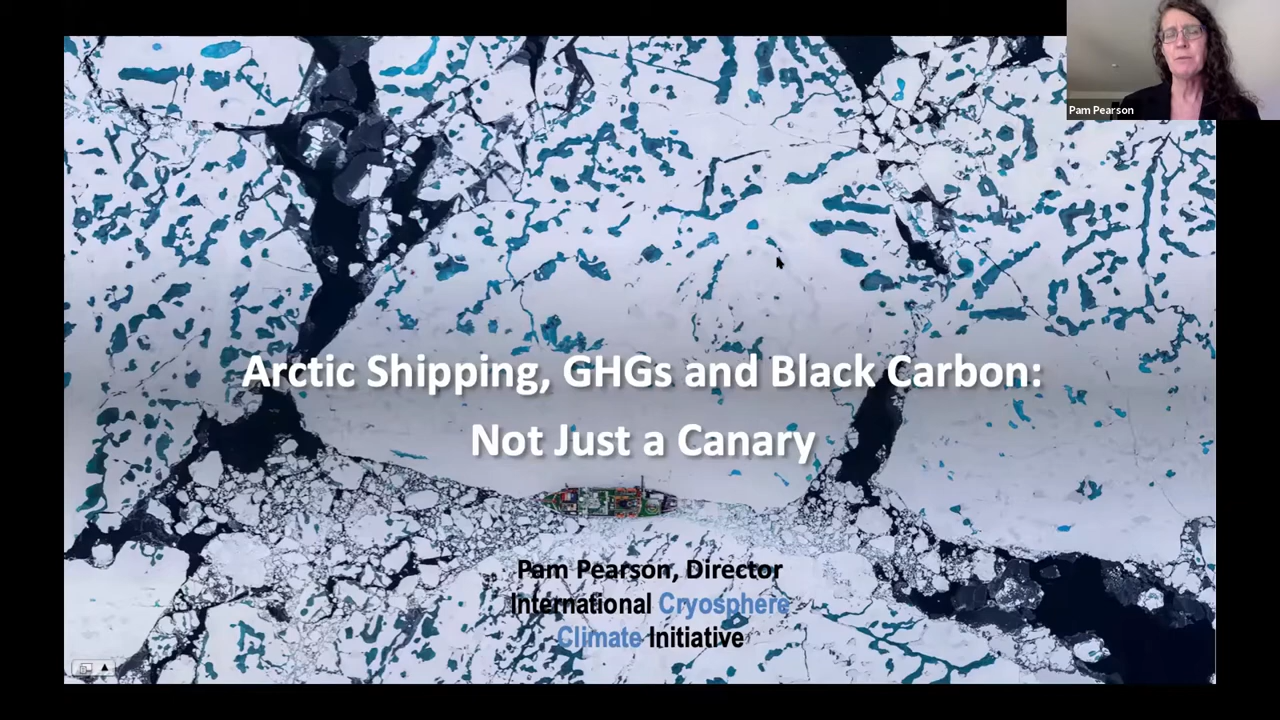 Pam Pearson
Arctic Shipping, GHGs and Black Carbon:
Not Just a Canary
Pam Pearson, Director
International Cryosphere
Climate Initiative